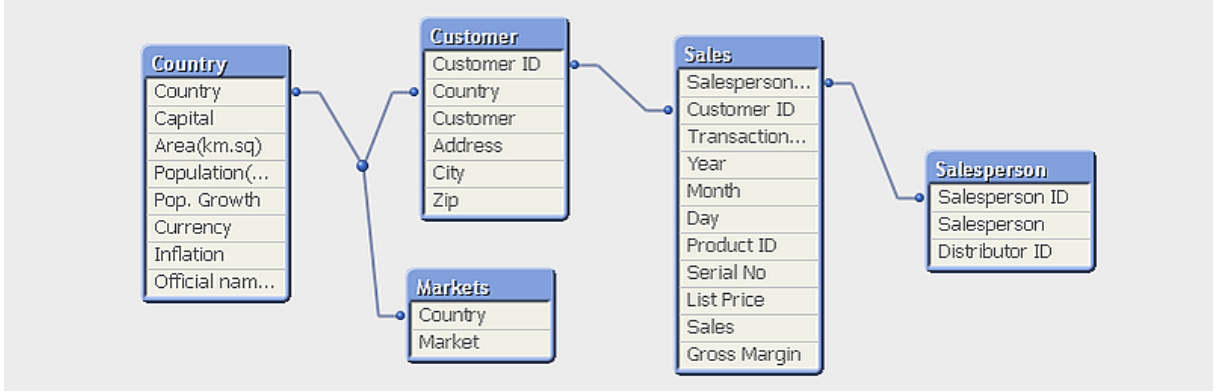 Country
Country
Capital
Area(km.sq)
Population(...
Pop. Growth
Currency
Inflation
Official nam...
Customer
Customer ID
Country
Customer
Address
City
Zip
Markets
Country
Market
Sales
Salesperson...
Customer ID
Transaction...
Year
Month
Day
Product ID
Serial No
List Price
Sales
Gross Margin
Salesperson
Salesperson ID
Salesperson
Distributor ID